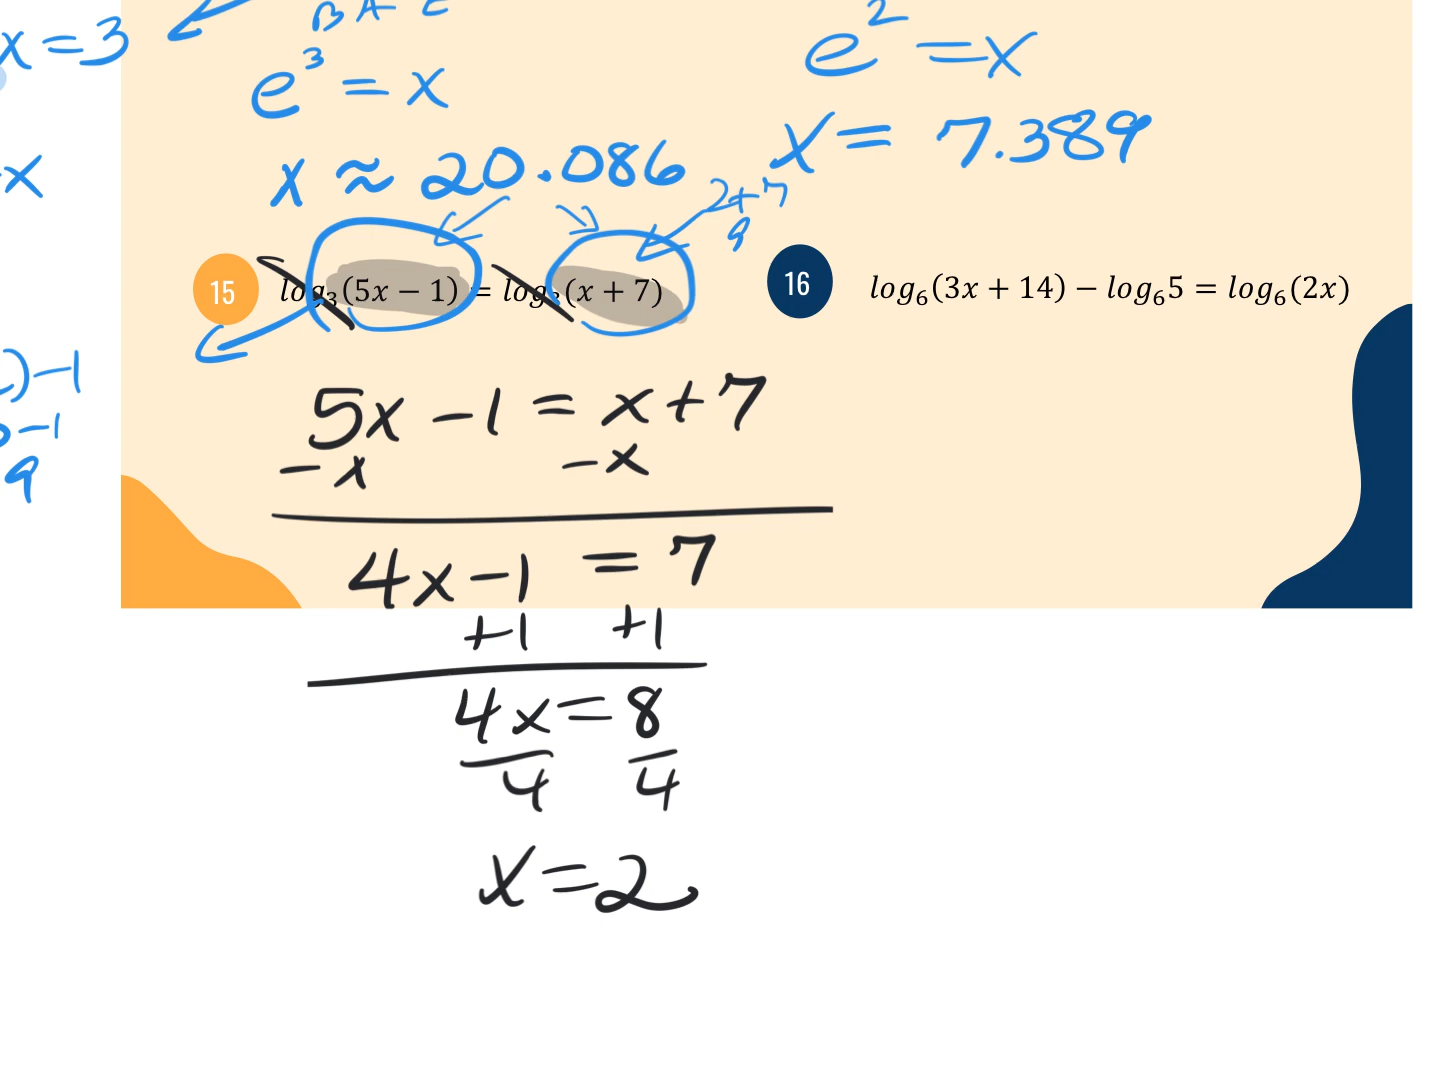 x = 3
BASE
e³ = x
x ≈ 20.086
-x
e² = x
x = 7.389
2+7
9
15 log₃(5x − 1) = log₃(x + 7)
16 log₆(3x + 14) − log₆5 = log₆(2x)
)-1
-1
9
5x - 1 = x + 7
- x - x
4x - 1 = 7
+1 +1
4x = 8
4 4
x = 2